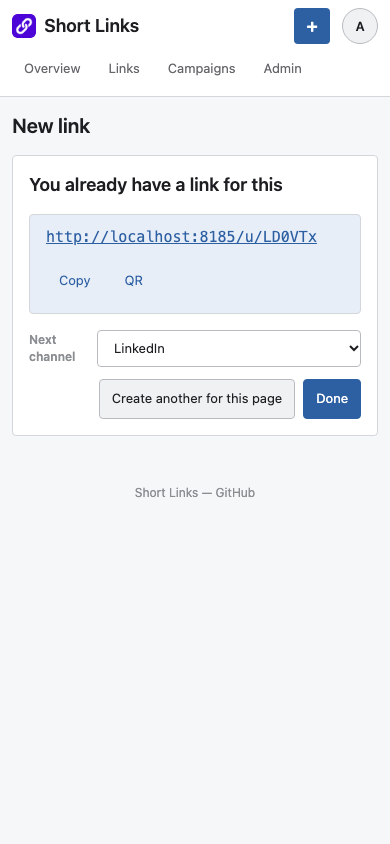 Short Links
+
A
Overview
Links
Campaigns
Admin
New link
You already have a link for this
http://localhost:8185/u/LD0VTx
Copy
QR
Next
channel
LinkedIn
Create another for this page
Done
Short Links — GitHub